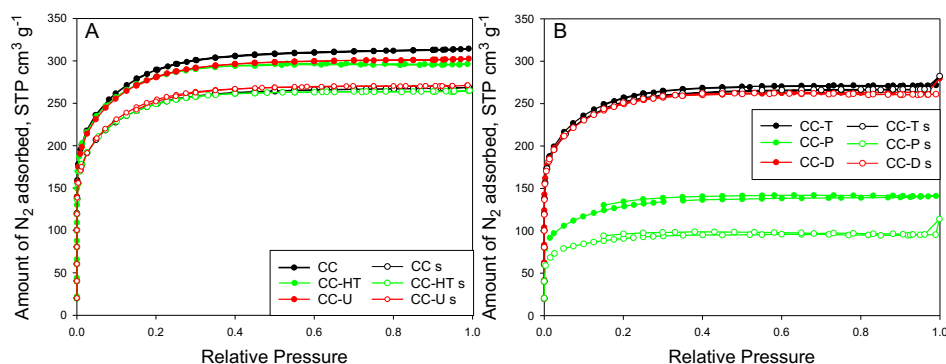 A
Amount of N2 adsorbed, STP cm3 g-1
350
300
250
200
150
100
50
0
CC
CC-HT
CC-U
CC s
CC-HT s
CC-U s
0.0 0.2 0.4 0.6 0.8 1.0
Relative Pressure
B
Amount of N2 adsorbed, STP cm3 g-1
350
300
250
200
150
100
50
0
CC-T
CC-P
CC-D
CC-T s
CC-P s
CC-D s
0.0 0.2 0.4 0.6 0.8 1.0
Relative Pressure